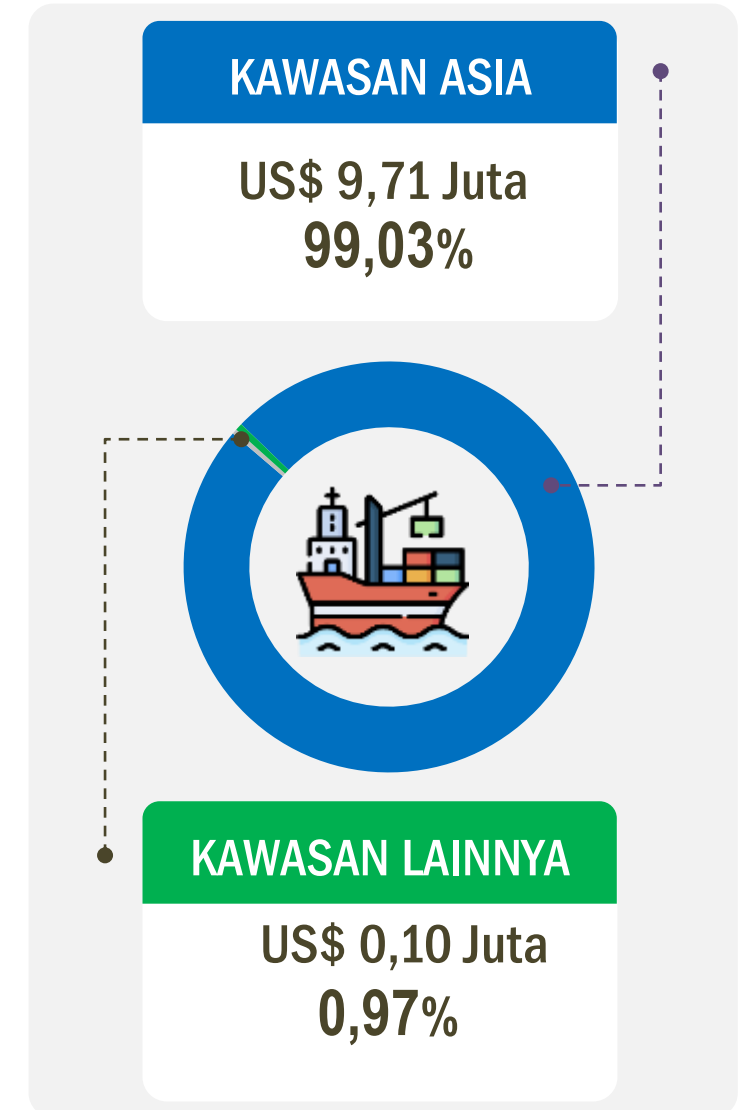 KAWASAN ASIA
US$ 9,71 Juta
99,03%
KAWASAN LAINNYA
US$ 0,10 Juta
0,97%